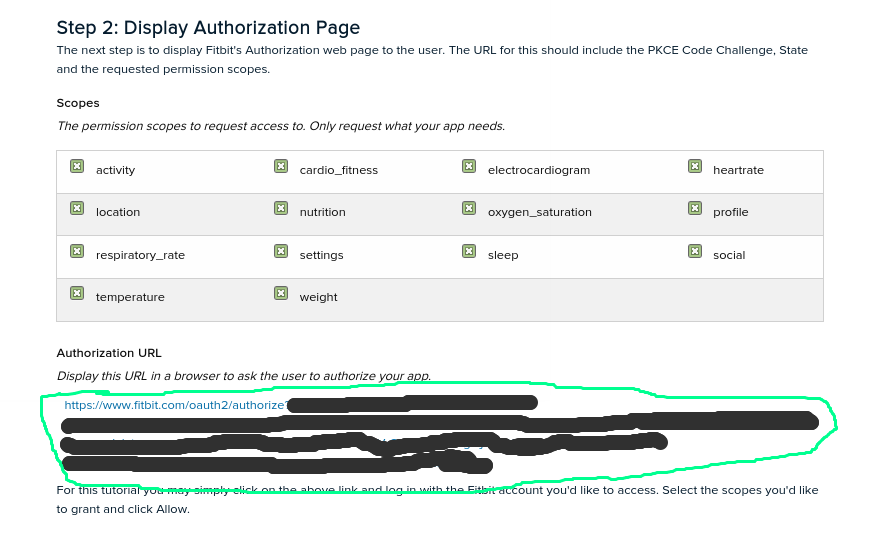 Step 2: Display Authorization Page
The next step is to display Fitbit's Authorization web page to the user. The URL for this should include the PKCE Code Challenge, State
and the requested permission scopes.
Scopes
The permission scopes to request access to. Only request what your app needs.
activity cardio_fitness electrocardiogram heartrate
location nutrition oxygen_saturation profile
respiratory_rate settings sleep social
temperature weight
Authorization URL
Display this URL in a browser to ask the user to authorize your app.
https://www.fitbit.com/oauth2/authorize?
For this tutorial you may simply click on the above link and log in with the Fitbit account you'd like to access. Select the scopes you'd like
to grant and click Allow.